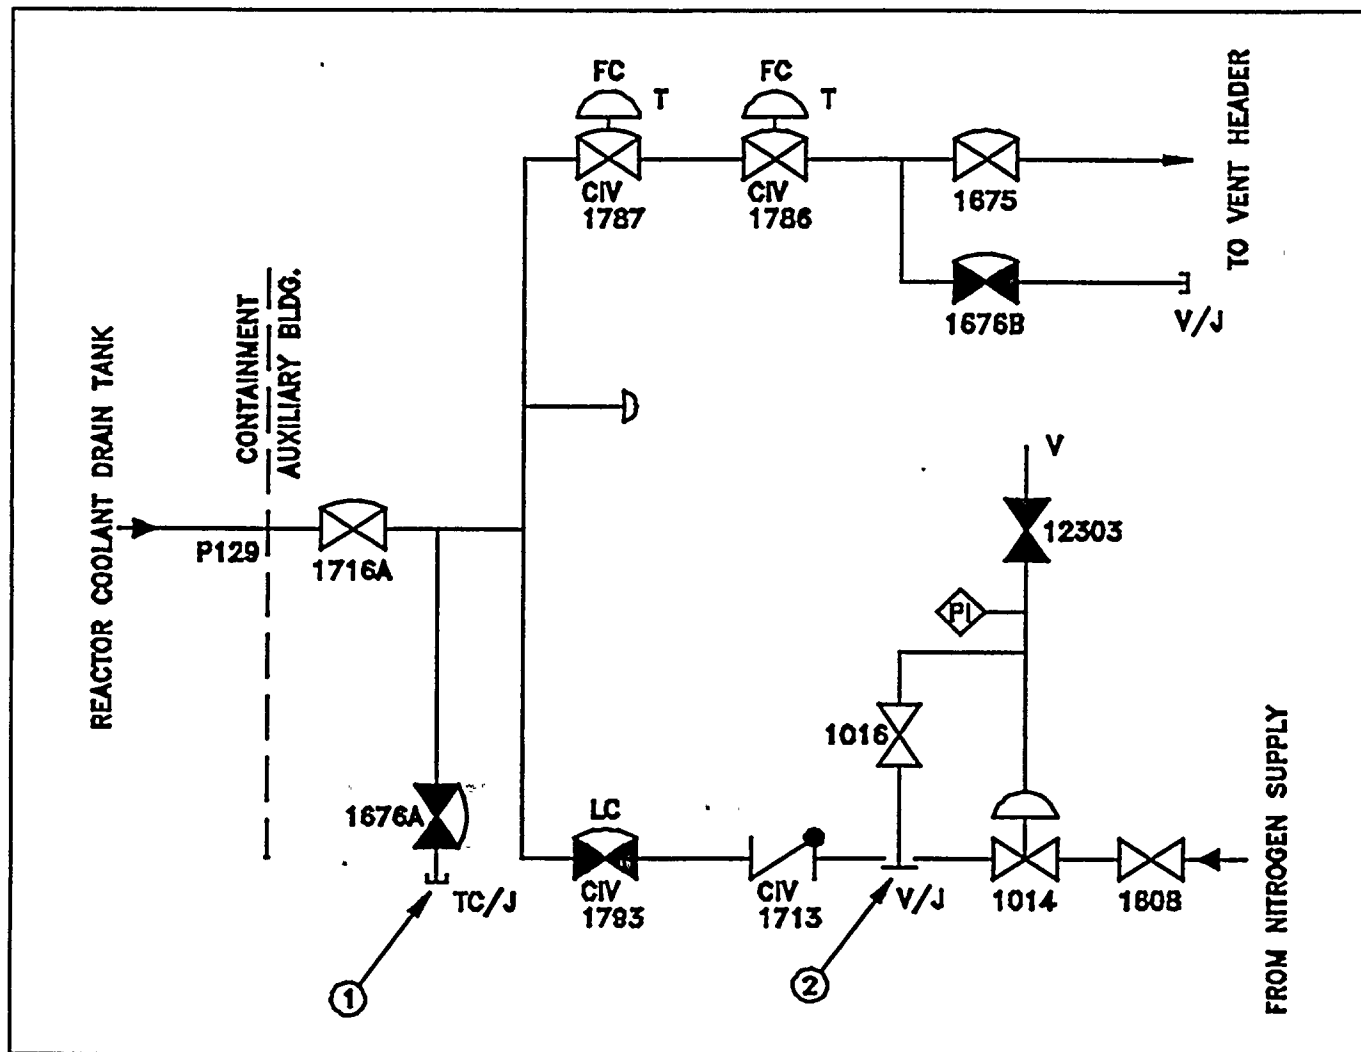 FC
T
FC
T
CIV
1787
CIV
1786
1675
TO VENT HEADER
1676B
V/J
CONTAINMENT
AUXILIARY BLDG.
REACTOR COOLANT DRAIN TANK
P129
1716A
V
12303
PI
1016
1676A
TC/J
LC
CIV
1793
CIV
1713
V/J
1014
1608
FROM NITROGEN SUPPLY
1
2